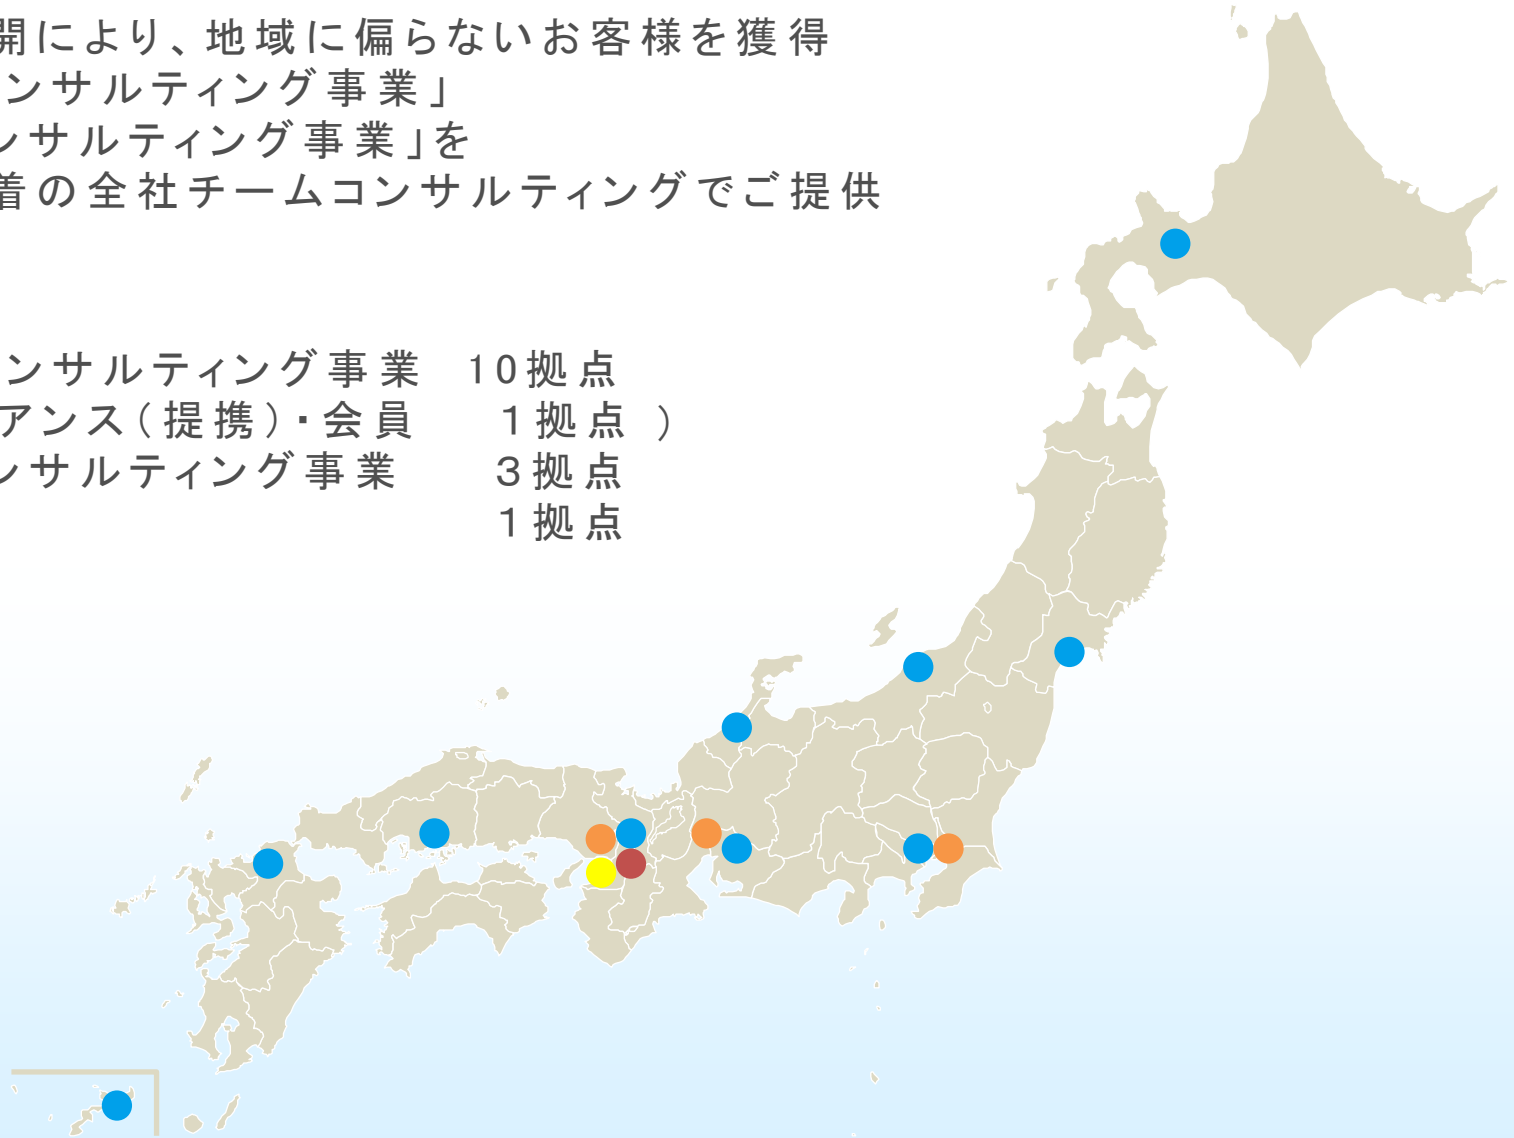 開により、地域に偏らないお客様を獲得
ンサルティング事業」
ンサルティング事業」を
着の全社チームコンサルティングでご提供
ンサルティング事業 10拠点
アンス(提携)・会員 1拠点 )
ンサルティング事業 3拠点
1拠点